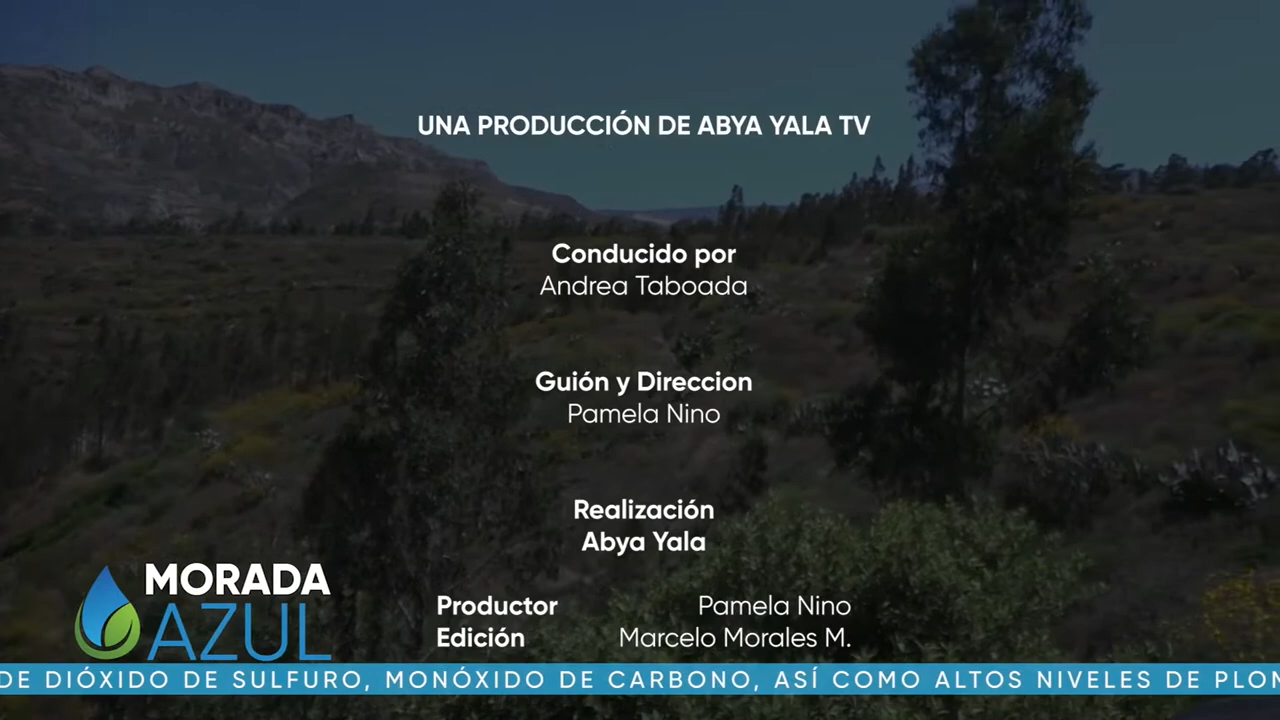 UNA PRODUCCIÓN DE ABYA YALA TV
Conducido por
Andrea Taboada
Guión y Direccion
Pamela Nino
Realización
Abya Yala
Productor Pamela Nino
Edición Marcelo Morales M.
MORADA
AZUL
DE DIÓXIDO DE SULFURO, MONÓXIDO DE CARBONO, ASÍ COMO ALTOS NIVELES DE